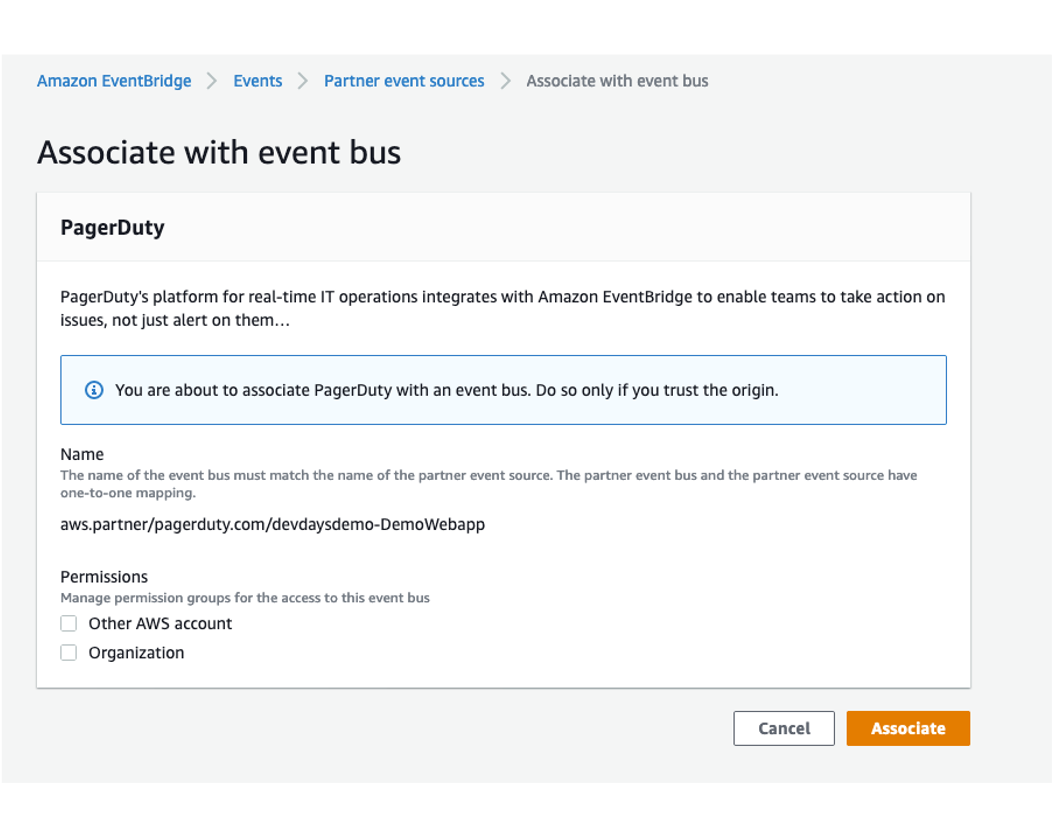 Amazon EventBridge > Events > Partner event sources > Associate with event bus
Associate with event bus
PagerDuty
PagerDuty's platform for real-time IT operations integrates with Amazon EventBridge to enable teams to take action on
issues, not just alert on them…
You are about to associate PagerDuty with an event bus. Do so only if you trust the origin.
Name
The name of the event bus must match the name of the partner event source. The partner event bus and the partner event source have
one-to-one mapping.
aws.partner/pagerduty.com/devdaysdemo-DemoWebapp
Permissions
Manage permission groups for the access to this event bus
Other AWS account
Organization
Cancel Associate